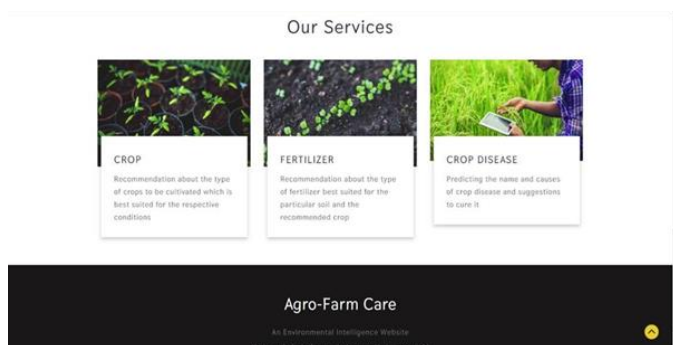 Our Services
CROP
Recommendation about the type
of crops to be cultivated which is
best suited for the respective
conditions
FERTILIZER
Recommendation about the type
of fertilizer best suited for the
particular soil and the
recommended crop
CROP DISEASE
Predicting the name and causes
of crop disease and suggestions
to cure it
Agro-Farm Care
An Environmental Intelligence Website